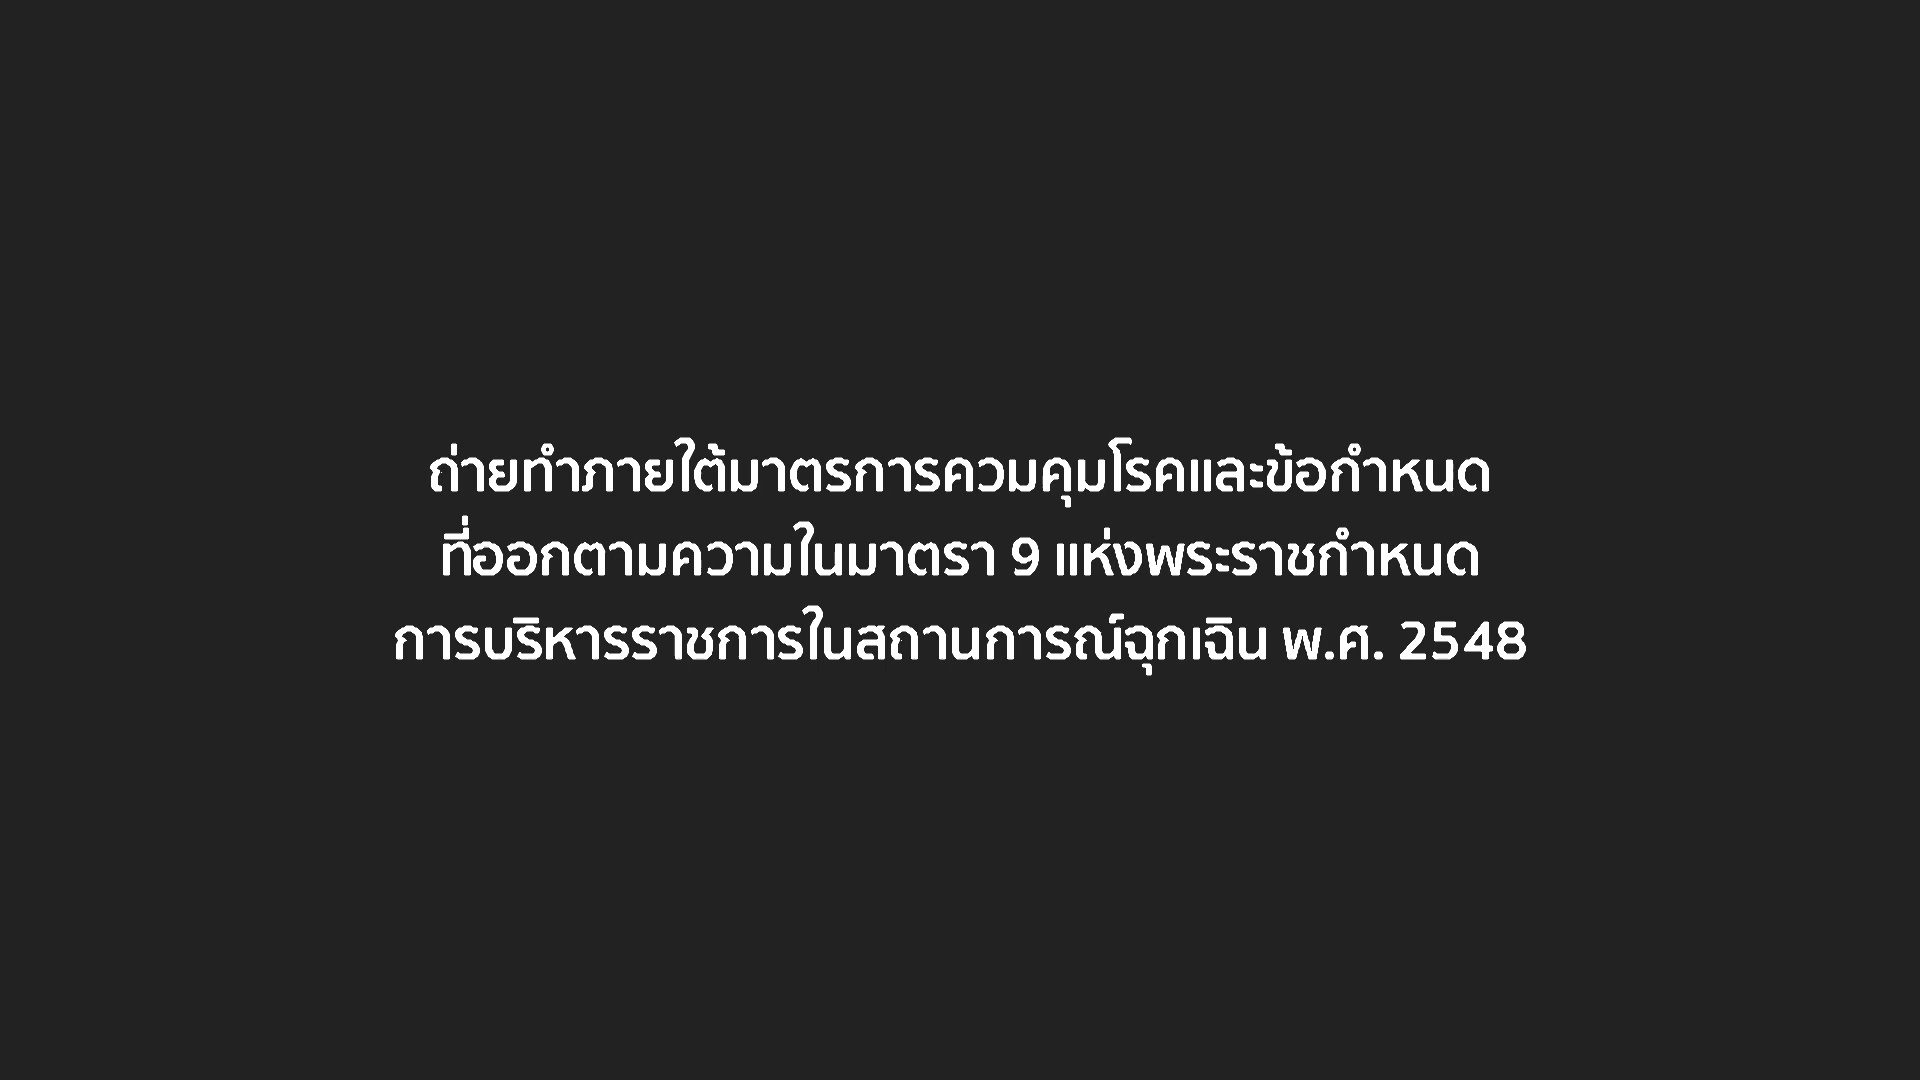 ถ่ายทำภายใต้มาตรการควมคุมโรคและข้อกำหนด
ที่ออกตามความในมาตรา 9 แห่งพระราชกำหนด
การบริหารราชการในสถานการณ์ฉุกเฉิน พ.ศ. 2548